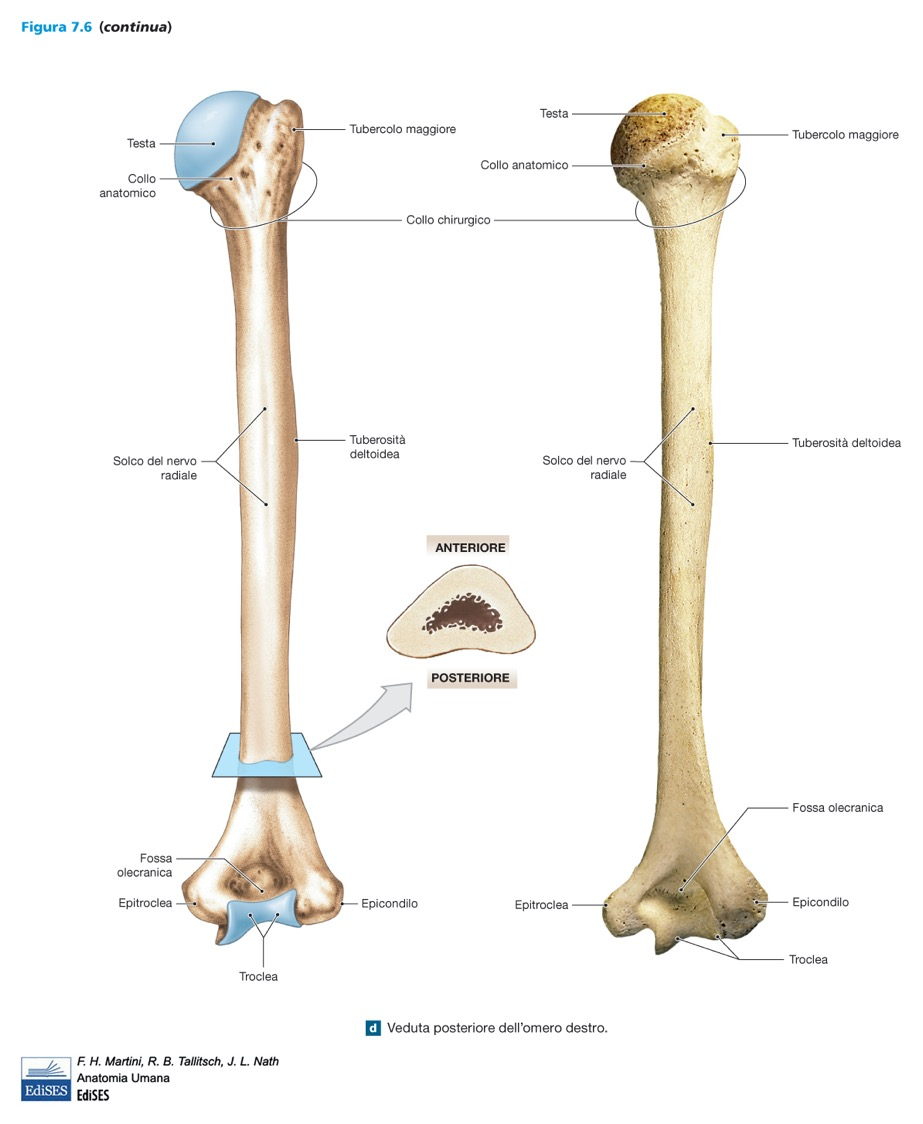 Figura 7.6 (continua)
Testa
Collo
anatomico
Tubercolo maggiore
Collo chirurgico
Testa
Collo anatomico
Tubercolo maggiore
Solco del nervo
radiale
Tuberosità
deltoidea
Solco del nervo
radiale
Tuberosità deltoidea
ANTERIORE
POSTERIORE
Fossa
olecranica
Epitroclea
Epicondilo
Troclea
Fossa olecranica
Epitroclea
Epicondilo
Troclea
d Veduta posteriore dell'omero destro.
EdiSES
F. H. Martini, R. B. Tallitsch, J. L. Nath
Anatomia Umana
EdiSES